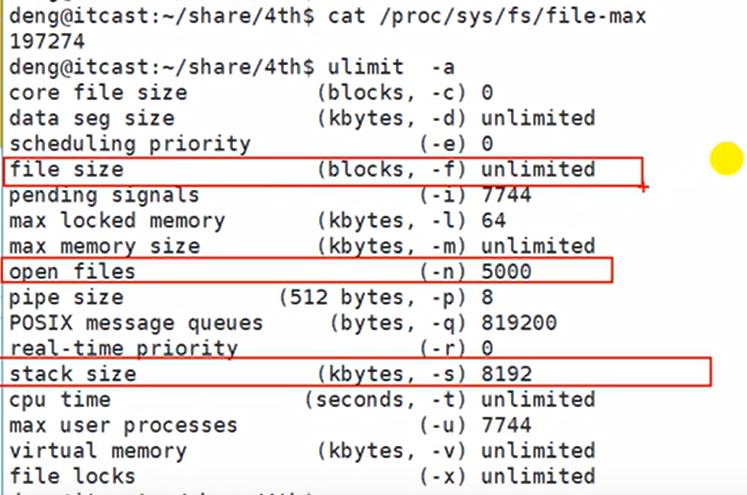 deng@itcast:~/share/4th$ cat /proc/sys/fs/file-max
197274
deng@itcast:~/share/4th$ ulimit  -a
core file size          (blocks, -c) 0
data seg size           (kbytes, -d) unlimited
scheduling priority             (-e) 0
file size               (blocks, -f) unlimited
pending signals                 (-i) 7744
max locked memory       (kbytes, -l) 64
max memory size         (kbytes, -m) unlimited
open files                      (-n) 5000
pipe size            (512 bytes, -p) 8
POSIX message queues     (bytes, -q) 819200
real-time priority              (-r) 0
stack size              (kbytes, -s) 8192
cpu time               (seconds, -t) unlimited
max user processes              (-u) 7744
virtual memory          (kbytes, -v) unlimited
file locks                      (-x) unlimited